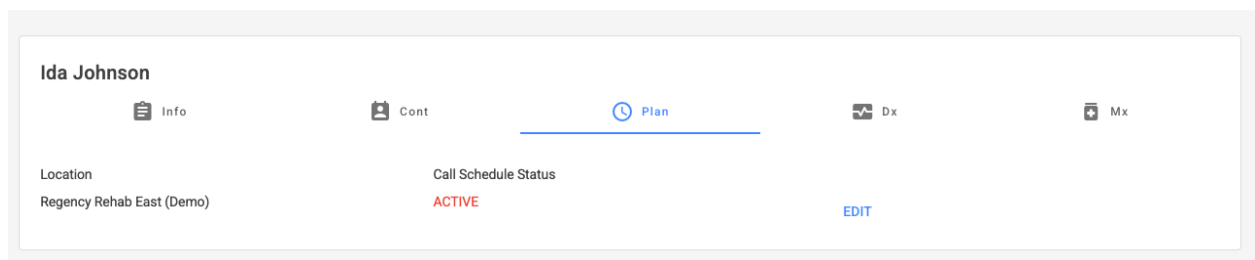 Ida Johnson
Info Cont Plan Dx Mx
Location Call Schedule Status
Regency Rehab East (Demo) ACTIVE EDIT